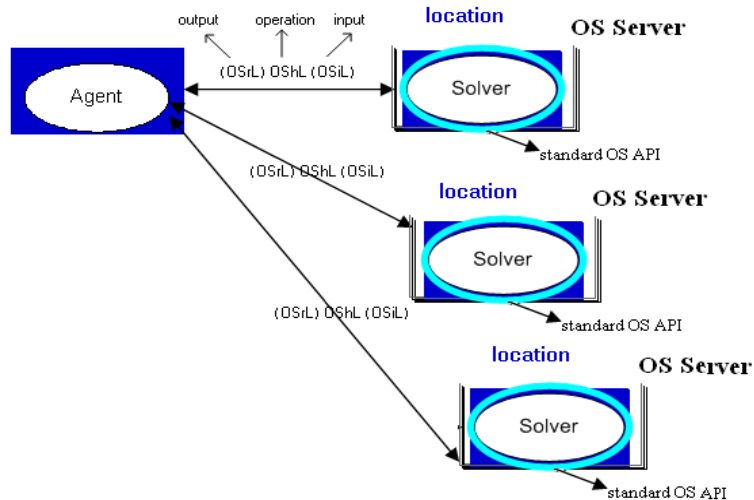 output operation input
location
OS Server
(OSrL) OShL (OSiL)
Agent
Solver
standard OS API
(OSrL) OShL (OSiL)
location
OS Server
Solver
standard OS API
(OSrL) OShL (OSiL)
location
OS Server
Solver
standard OS API